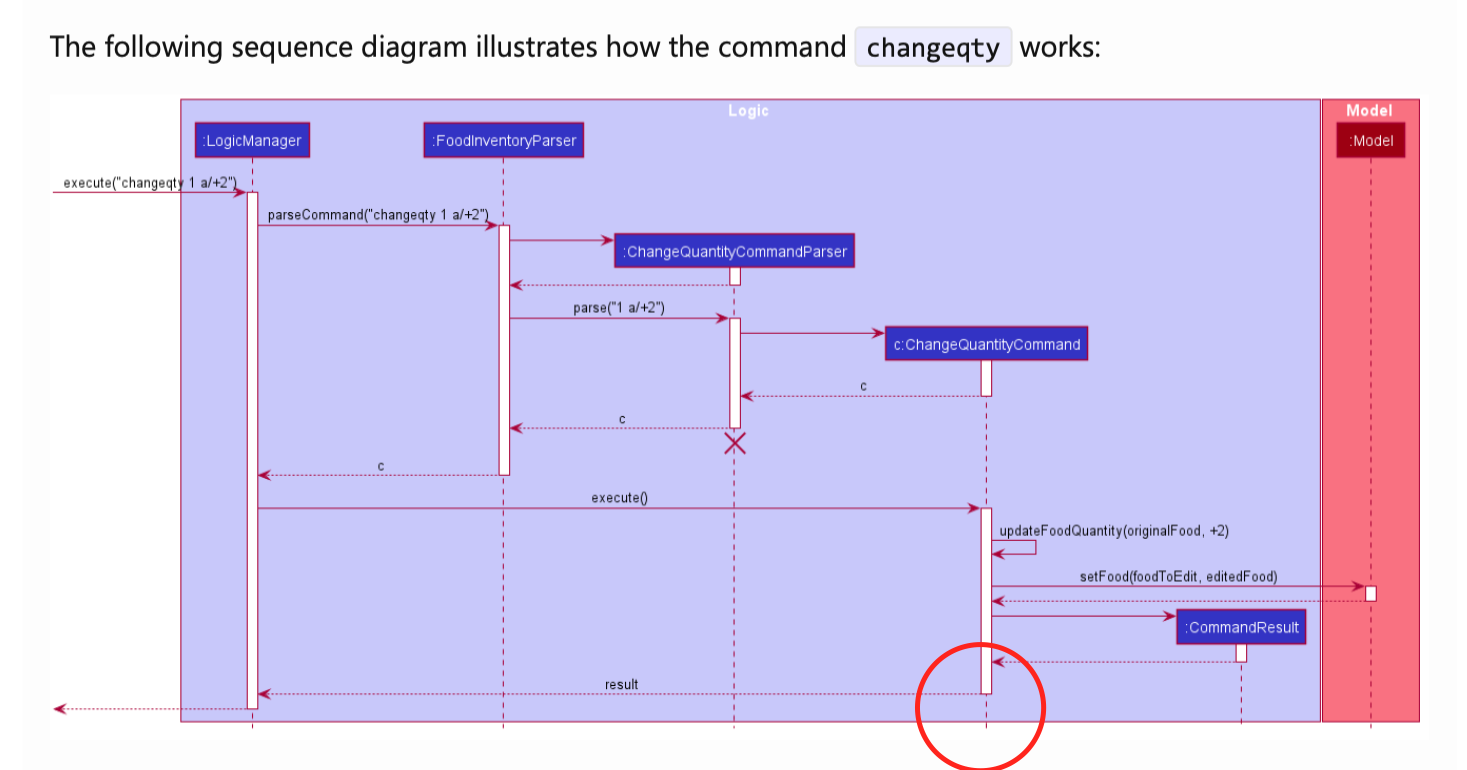 The following sequence diagram illustrates how the command changeqty works:
Logic
Model
:LogicManager
:FoodInventoryParser
:Model
execute("changeqty 1 a/+2")
parseCommand("changeqty 1 a/+2")
:ChangeQuantityCommandParser
parse("1 a/+2")
c:ChangeQuantityCommand
c
c
c
execute()
updateFoodQuantity(originalFood, +2)
setFood(foodToEdit, editedFood)
:CommandResult
result